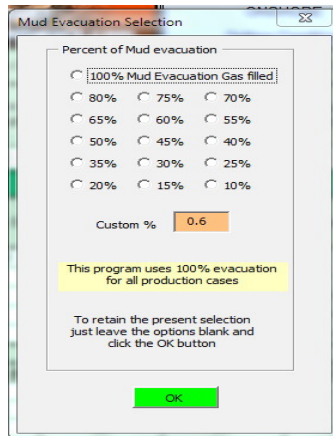 Mud Evacuation Selection
Percent of Mud evacuation
100% Mud Evacuation Gas filled
80% 75% 70%
65% 60% 55%
50% 45% 40%
35% 30% 25%
20% 15% 10%
Custom % 0.6
This program uses 100% evacuation
for all production cases
To retain the present selection
just leave the options blank and
click the OK button
OK